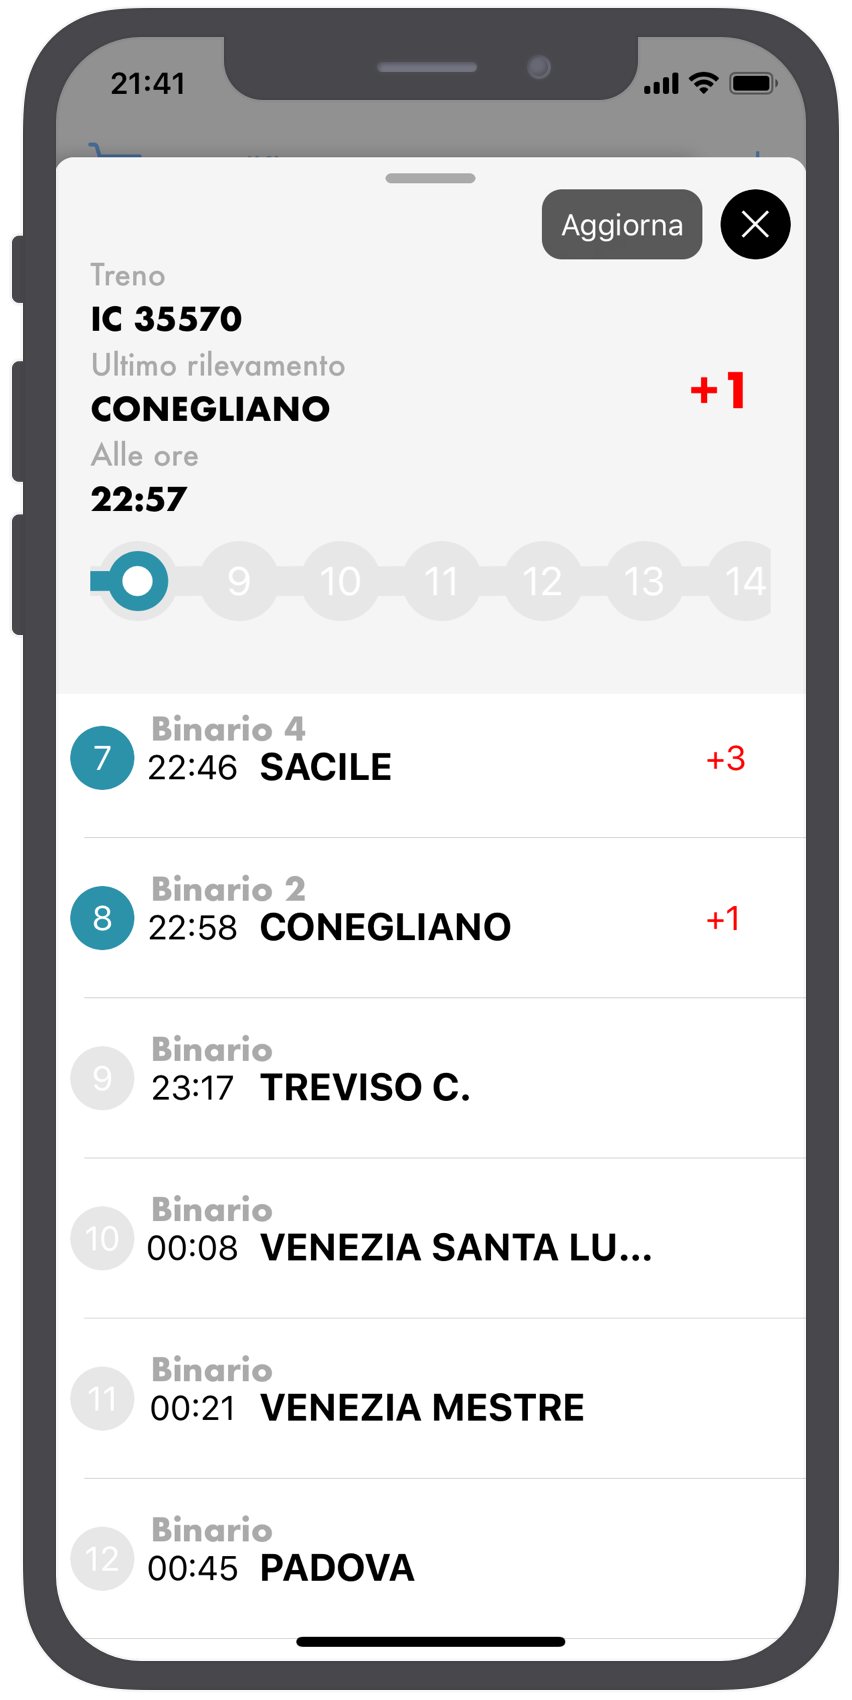 21:41
Aggiorna
Treno
IC 35570
Ultimo rilevamento
CONEGLIANO
+1
Alle ore
22:57
9 10 11 12 13 14
Binario 4
7 22:46 SACILE +3
Binario 2
8 22:58 CONEGLIANO +1
Binario
9 23:17 TREVISO C.
Binario
10 00:08 VENEZIA SANTA LU...
Binario
11 00:21 VENEZIA MESTRE
Binario
12 00:45 PADOVA